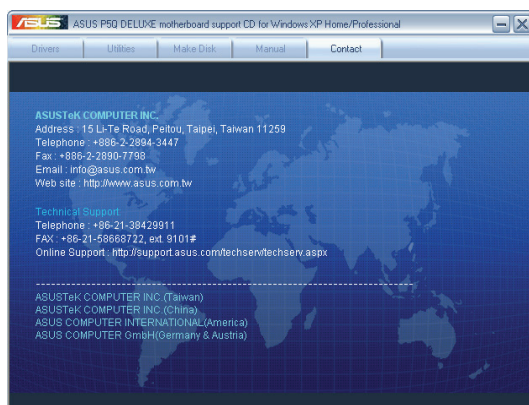 ASUS ASUS P5Q DELUXE motherboard support CD for Windows XP Home/Professional
Drivers Utilities Make Disk Manual Contact
ASUSTeK COMPUTER INC.
Address : 15 Li-Te Road, Peitou, Taipei, Taiwan 11259
Telephone : +886-2-2894-3447
Fax : +886-2-2890-7798
Email : info@asus.com.tw
Web site : http://www.asus.com.tw
Technical Support
Telephone : +86-21-38429911
FAX : +86-21-58668722, ext. 9101#
Online Support : http://support.asus.com/techserv/techserv.aspx
ASUSTeK COMPUTER INC.(Taiwan)
ASUSTeK COMPUTER INC.(China)
ASUS COMPUTER INTERNATIONAL(America)
ASUS COMPUTER GmbH(Germany & Austria)